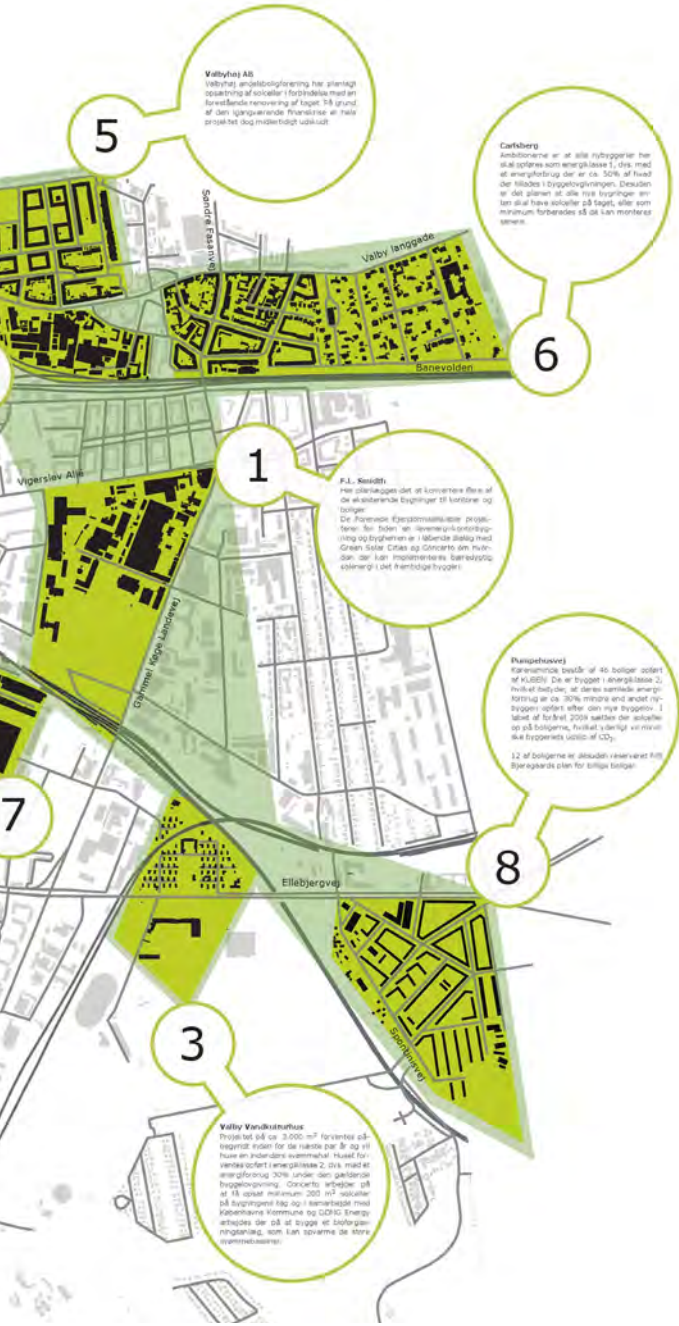 5
Valbyhøj AB
Valbyhøj andelsboligforening har planlagt
opsætning af solceller i forbindelse med en
forestående renovering af taget. På grund
af den igangværende finanskrise er hele
projektet dog midlertidigt udskudt
Carlsberg
Ambitionerne er at alle nybyggerier her
skal opføres som energiklasse 1, dvs. med
et energiforbrug der er ca. 50% af hvad
der tillades i bygge­lovgivningen. Desuden
er det planen at alle nye bygninger en-
ten skal have solceller på taget, eller som
minimum forberedes så de kan monteres
senere.
Søndre Fasanvej
Valby langgade
6
Banevolden
1
F.L. Smidth
Her planlægges det at konvertere flere af
de eksisterende bygninger til kontorer og
boliger
De Forenede Ejendomsselskaber projek-
terer for tiden en lavenergi-kontorbyg-
ning og bygherren er i løbende dialog med
Green Solar Cities og Concerto om hvor-
dan der kan implementeres bæredygtig
solenergi i det fremtidige byggeri.
Vigerslev Allé
Gammel Køge Landevej
Pumpehusvej
Karensminde består af 46 boliger opført
af KUBEN. De er bygget i energiklasse 2,
hvilket betyder, at deres samlede energi-
forbrug er ca. 30% mindre end andet ny-
byggeri opført efter den nye byggelov. I
løbet af foråret 2009 sættes der solceller
op på boligerne, hvilket yderligt vil mind-
ske byggeriets udslip af CO₂.
12 af boligerne er desuden reserveret
Bjerregaards plan for billige boliger.
7
8
Ellebjergvej
Spontinisvej
3
Valby Vandkulturhus
Projektet på ca. 3.000 m² forventes på-
begyndt inden for de næste par år og vil
huse en indendørs svømmehal. Huset for-
ventes opført i energiklasse 2, dvs. med et
energiforbrug 30% under den gældende
byggelovgivning. Concerto arbejder på
at få opsat minimum 200 m² solceller
på bygningens tag og i samarbejde med
Københavns Kommune og DONG Energy
arbejdes der på at bygge et bioforgas-
ningsanlæg, som kan opvarme de store
svømmebassiner.